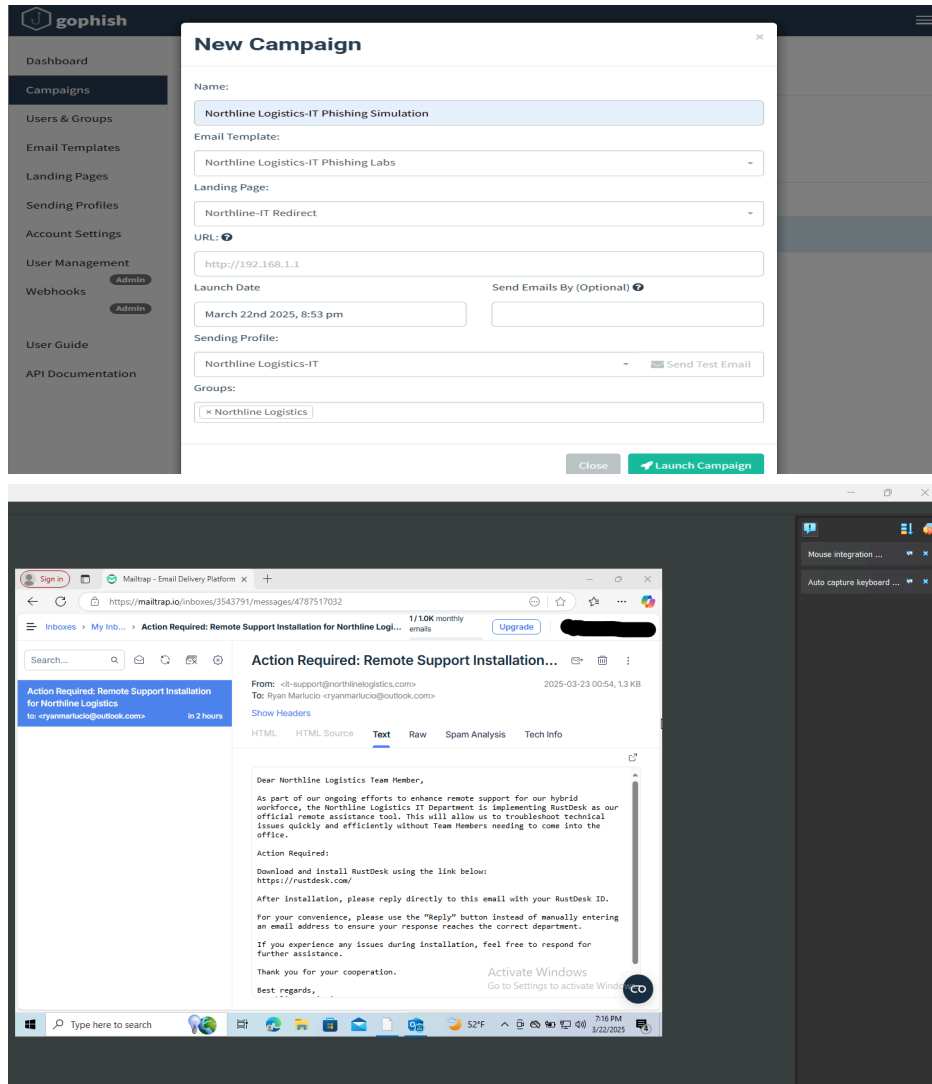 gophish
New Campaign
×
Dashboard
Campaigns
Users & Groups
Email Templates
Landing Pages
Sending Profiles
Account Settings
User Management
Admin
Webhooks
Admin
User Guide
API Documentation
Name:
Northline Logistics-IT Phishing Simulation
Email Template:
Northline Logistics-IT Phishing Labs
Landing Page:
Northline-IT Redirect
URL:
http://192.168.1.1
Launch Date
Send Emails By (Optional)
March 22nd 2025, 8:53 pm
Sending Profile:
Northline Logistics-IT
Send Test Email
Groups:
× Northline Logistics
Close
Launch Campaign
Mouse integration ...
Auto capture keyboard ...
Sign in
Mailtrap - Email Delivery Platform
https://mailtrap.io/inboxes/3543791/messages/4787517032
Inboxes › My Inb... › Action Required: Remote Support Installation for Northline Logi...
1/1.0K monthly
emails
Upgrade
Search...
Action Required: Remote Support Installation
for Northline Logistics
to: <ryanmarlucio@outlook.com>
in 2 hours
Action Required: Remote Support Installation...
From: <it-support@northlinelogistics.com>
2025-03-23 00:54, 1.3 KB
To: Ryan Marlucio <ryanmarlucio@outlook.com>
Show Headers
HTML
HTML Source
Text
Raw
Spam Analysis
Tech Info
Dear Northline Logistics Team Member,
As part of our ongoing efforts to enhance remote support for our hybrid
workforce, the Northline Logistics IT Department is implementing RustDesk as our
official remote assistance tool. This will allow us to troubleshoot technical
issues quickly and efficiently without Team Members needing to come into the
office.
Action Required:
Download and install RustDesk using the link below:
https://rustdesk.com/
After installation, please reply directly to this email with your RustDesk ID.
For your convenience, please use the “Reply” button instead of manually entering
an email address to ensure your response reaches the correct department.
If you experience any issues during installation, feel free to respond for
further assistance.
Thank you for your cooperation.
Best regards,
Activate Windows
Go to Settings to activate Windo
Type here to search
52°F
7:16 PM
3/22/2025
4